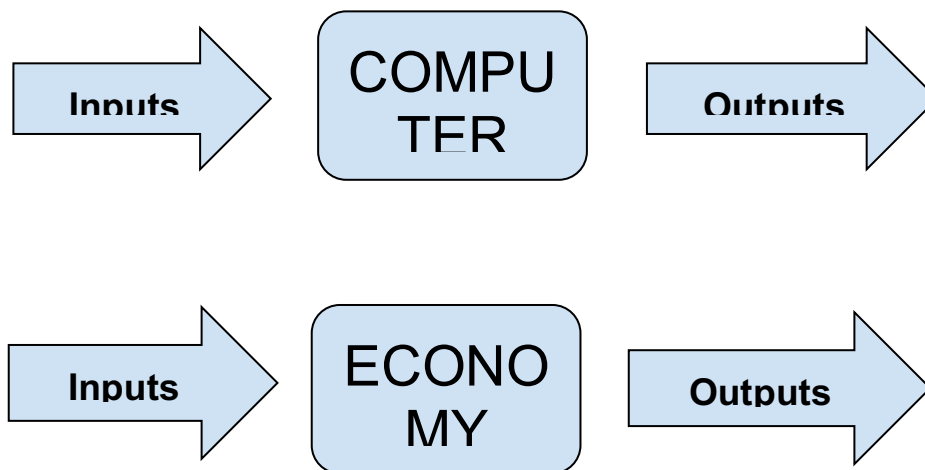 Inputs
COMPU
TER
Outputs
Inputs
ECONO
MY
Outputs